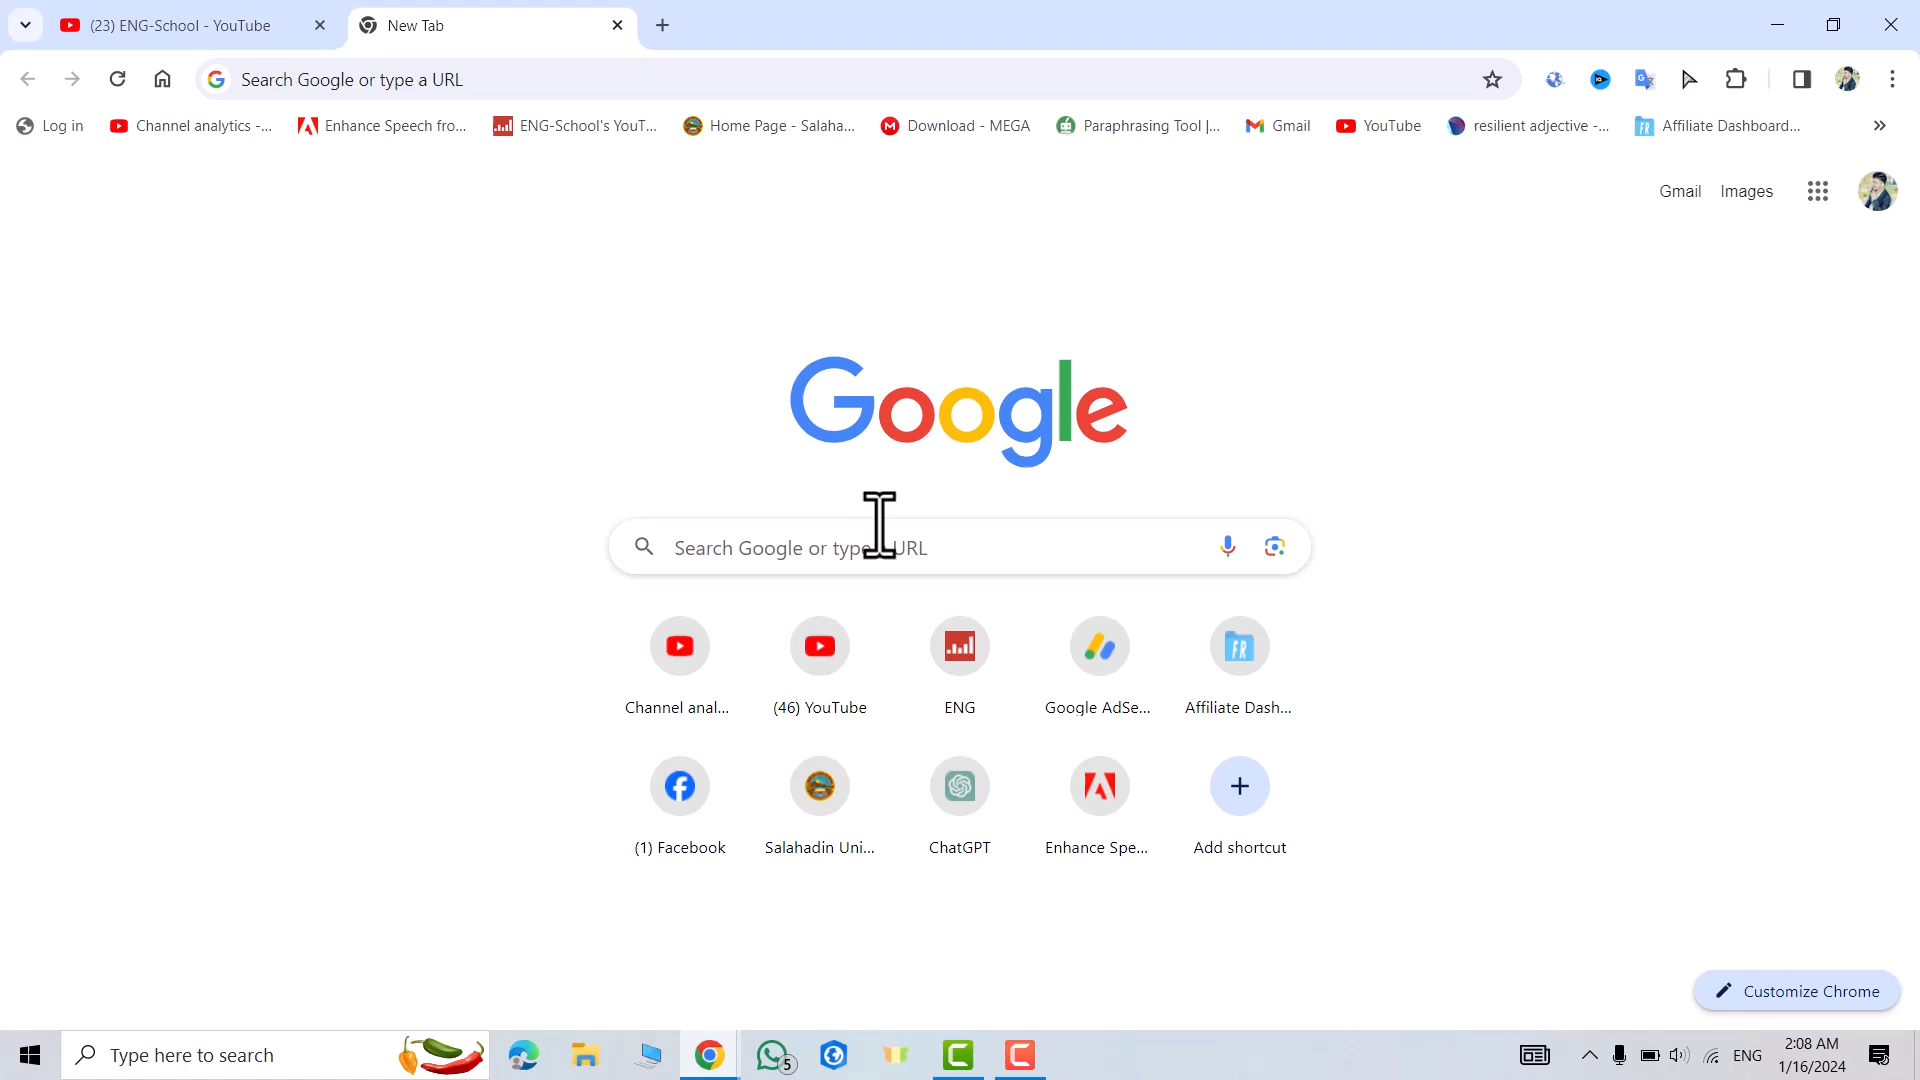 (23) ENG-School - YouTube
New Tab
Search Google or type a URL
Log in
Channel analytics -...
Enhance Speech fro...
ENG-School's YouT...
Home Page - Salaha...
Download - MEGA
Paraphrasing Tool |...
Gmail
YouTube
resilient adjective -...
Affiliate Dashboard...
Gmail
Images
Google
Search Google or type URL
Channel anal...
(46) YouTube
ENG
Google AdSe...
Affiliate Dash...
(1) Facebook
Salahadin Uni...
ChatGPT
Enhance Spe...
Add shortcut
Customize Chrome
Type here to search
5
ENG
2:08 AM
1/16/2024